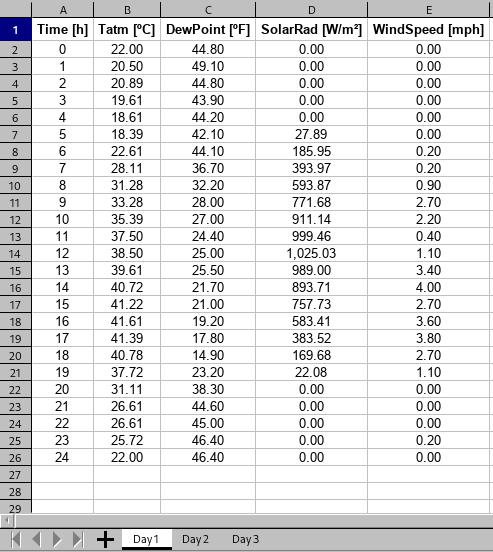 A B C D E
1 Time [h] Tatm [ºC] DewPoint [ºF] SolarRad [W/m²] WindSpeed [mph]
2 0 22.00 44.80 0.00 0.00
3 1 20.50 49.10 0.00 0.00
4 2 20.89 44.80 0.00 0.00
5 3 19.61 43.90 0.00 0.00
6 4 18.61 44.20 0.00 0.00
7 5 18.39 42.10 27.89 0.00
8 6 22.61 44.10 185.95 0.20
9 7 28.11 36.70 393.97 0.20
10 8 31.28 32.20 593.87 0.90
11 9 33.28 28.00 771.68 2.70
12 10 35.39 27.00 911.14 2.20
13 11 37.50 24.40 999.46 0.40
14 12 38.50 25.00 1,025.03 1.10
15 13 39.61 25.50 989.00 3.40
16 14 40.72 21.70 893.71 4.00
17 15 41.22 21.00 757.73 2.70
18 16 41.61 19.20 583.41 3.60
19 17 41.39 17.80 383.52 3.80
20 18 40.78 14.90 169.68 2.70
21 19 37.72 23.20 22.08 1.10
22 20 31.11 38.30 0.00 0.00
23 21 26.61 44.60 0.00 0.00
24 22 26.61 45.00 0.00 0.00
25 23 25.72 46.40 0.00 0.20
26 24 22.00 46.40 0.00 0.00
27
28
29
Day1 Day2 Day3